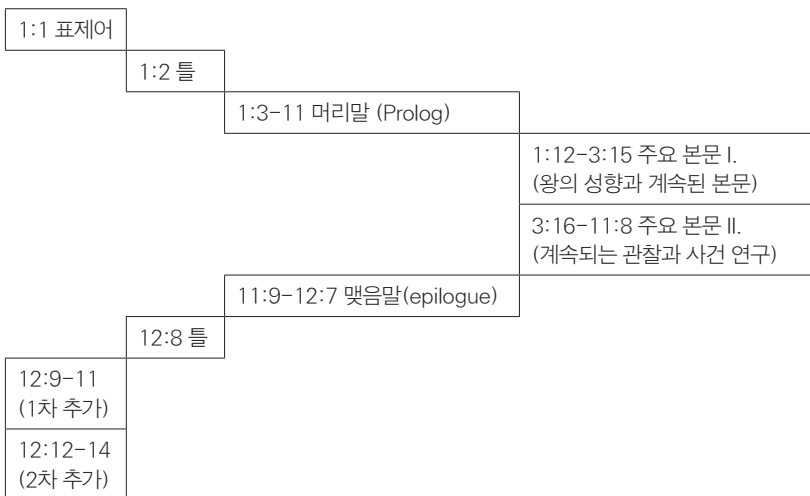 1:1 표제어
1:2 틀
1:3-11 머리말 (Prolog)
1:12-3:15 주요 본문 I.
(왕의 성향과 계속된 본문)
3:16-11:8 주요 본문 II.
(계속되는 관찰과 사건 연구)
11:9-12:7 맺음말(epilogue)
12:8 틀
12:9-11
(1차 추가)
12:12-14
(2차 추가)